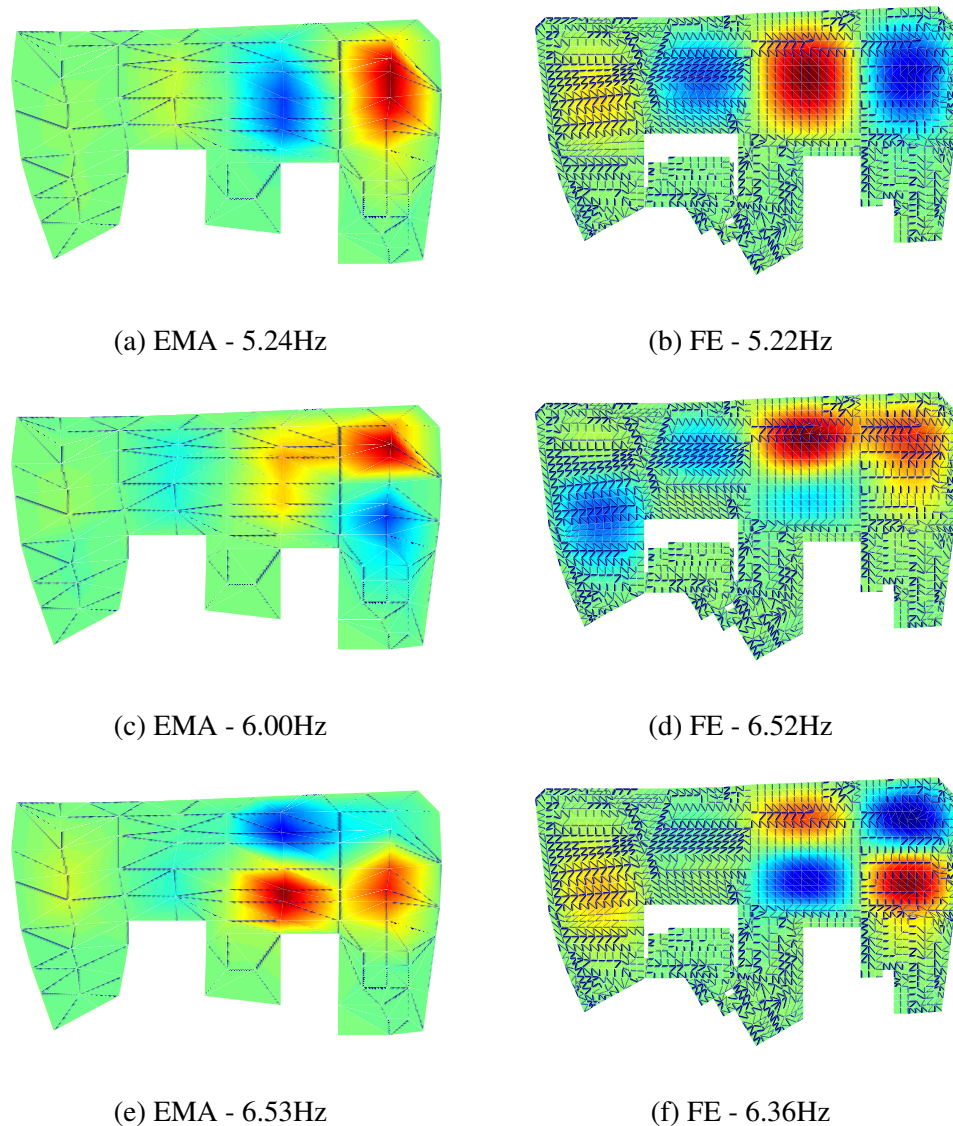 (a) EMA - 5.24Hz
(b) FE - 5.22Hz
(c) EMA - 6.00Hz
(d) FE - 6.52Hz
(e) EMA - 6.53Hz
(f) FE - 6.36Hz